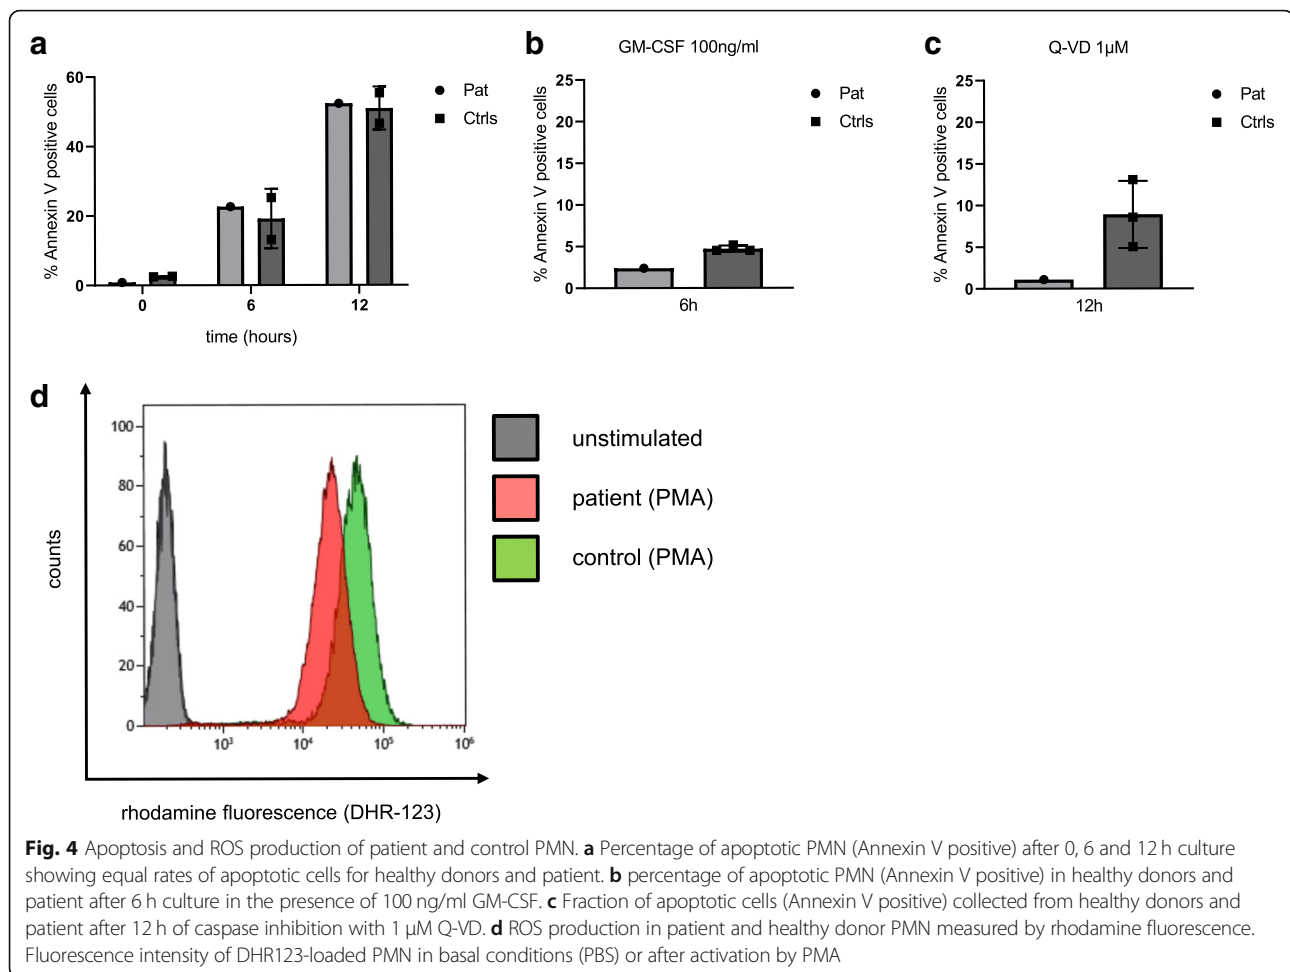 a
60
40
20
0
% Annexin V positive cells
0 6 12
time (hours)
Pat
Ctrls
b
GM-CSF 100ng/ml
25
20
15
10
5
0
% Annexin V positive cells
6h
Pat
Ctrls
c
Q-VD 1µM
25
20
15
10
5
0
% Annexin V positive cells
12h
Pat
Ctrls
d
counts
100
80
60
40
20
0
10³ 10⁴ 10⁵ 10⁶
rhodamine fluorescence (DHR-123)
unstimulated
patient (PMA)
control (PMA)
Fig. 4 Apoptosis and ROS production of patient and control PMN. a Percentage of apoptotic PMN (Annexin V positive) after 0, 6 and 12 h culture
showing equal rates of apoptotic cells for healthy donors and patient. b percentage of apoptotic PMN (Annexin V positive) in healthy donors and
patient after 6 h culture in the presence of 100 ng/ml GM-CSF. c Fraction of apoptotic cells (Annexin V positive) collected from healthy donors and
patient after 12 h of caspase inhibition with 1 µM Q-VD. d ROS production in patient and healthy donor PMN measured by rhodamine fluorescence.
Fluorescence intensity of DHR123-loaded PMN in basal conditions (PBS) or after activation by PMA